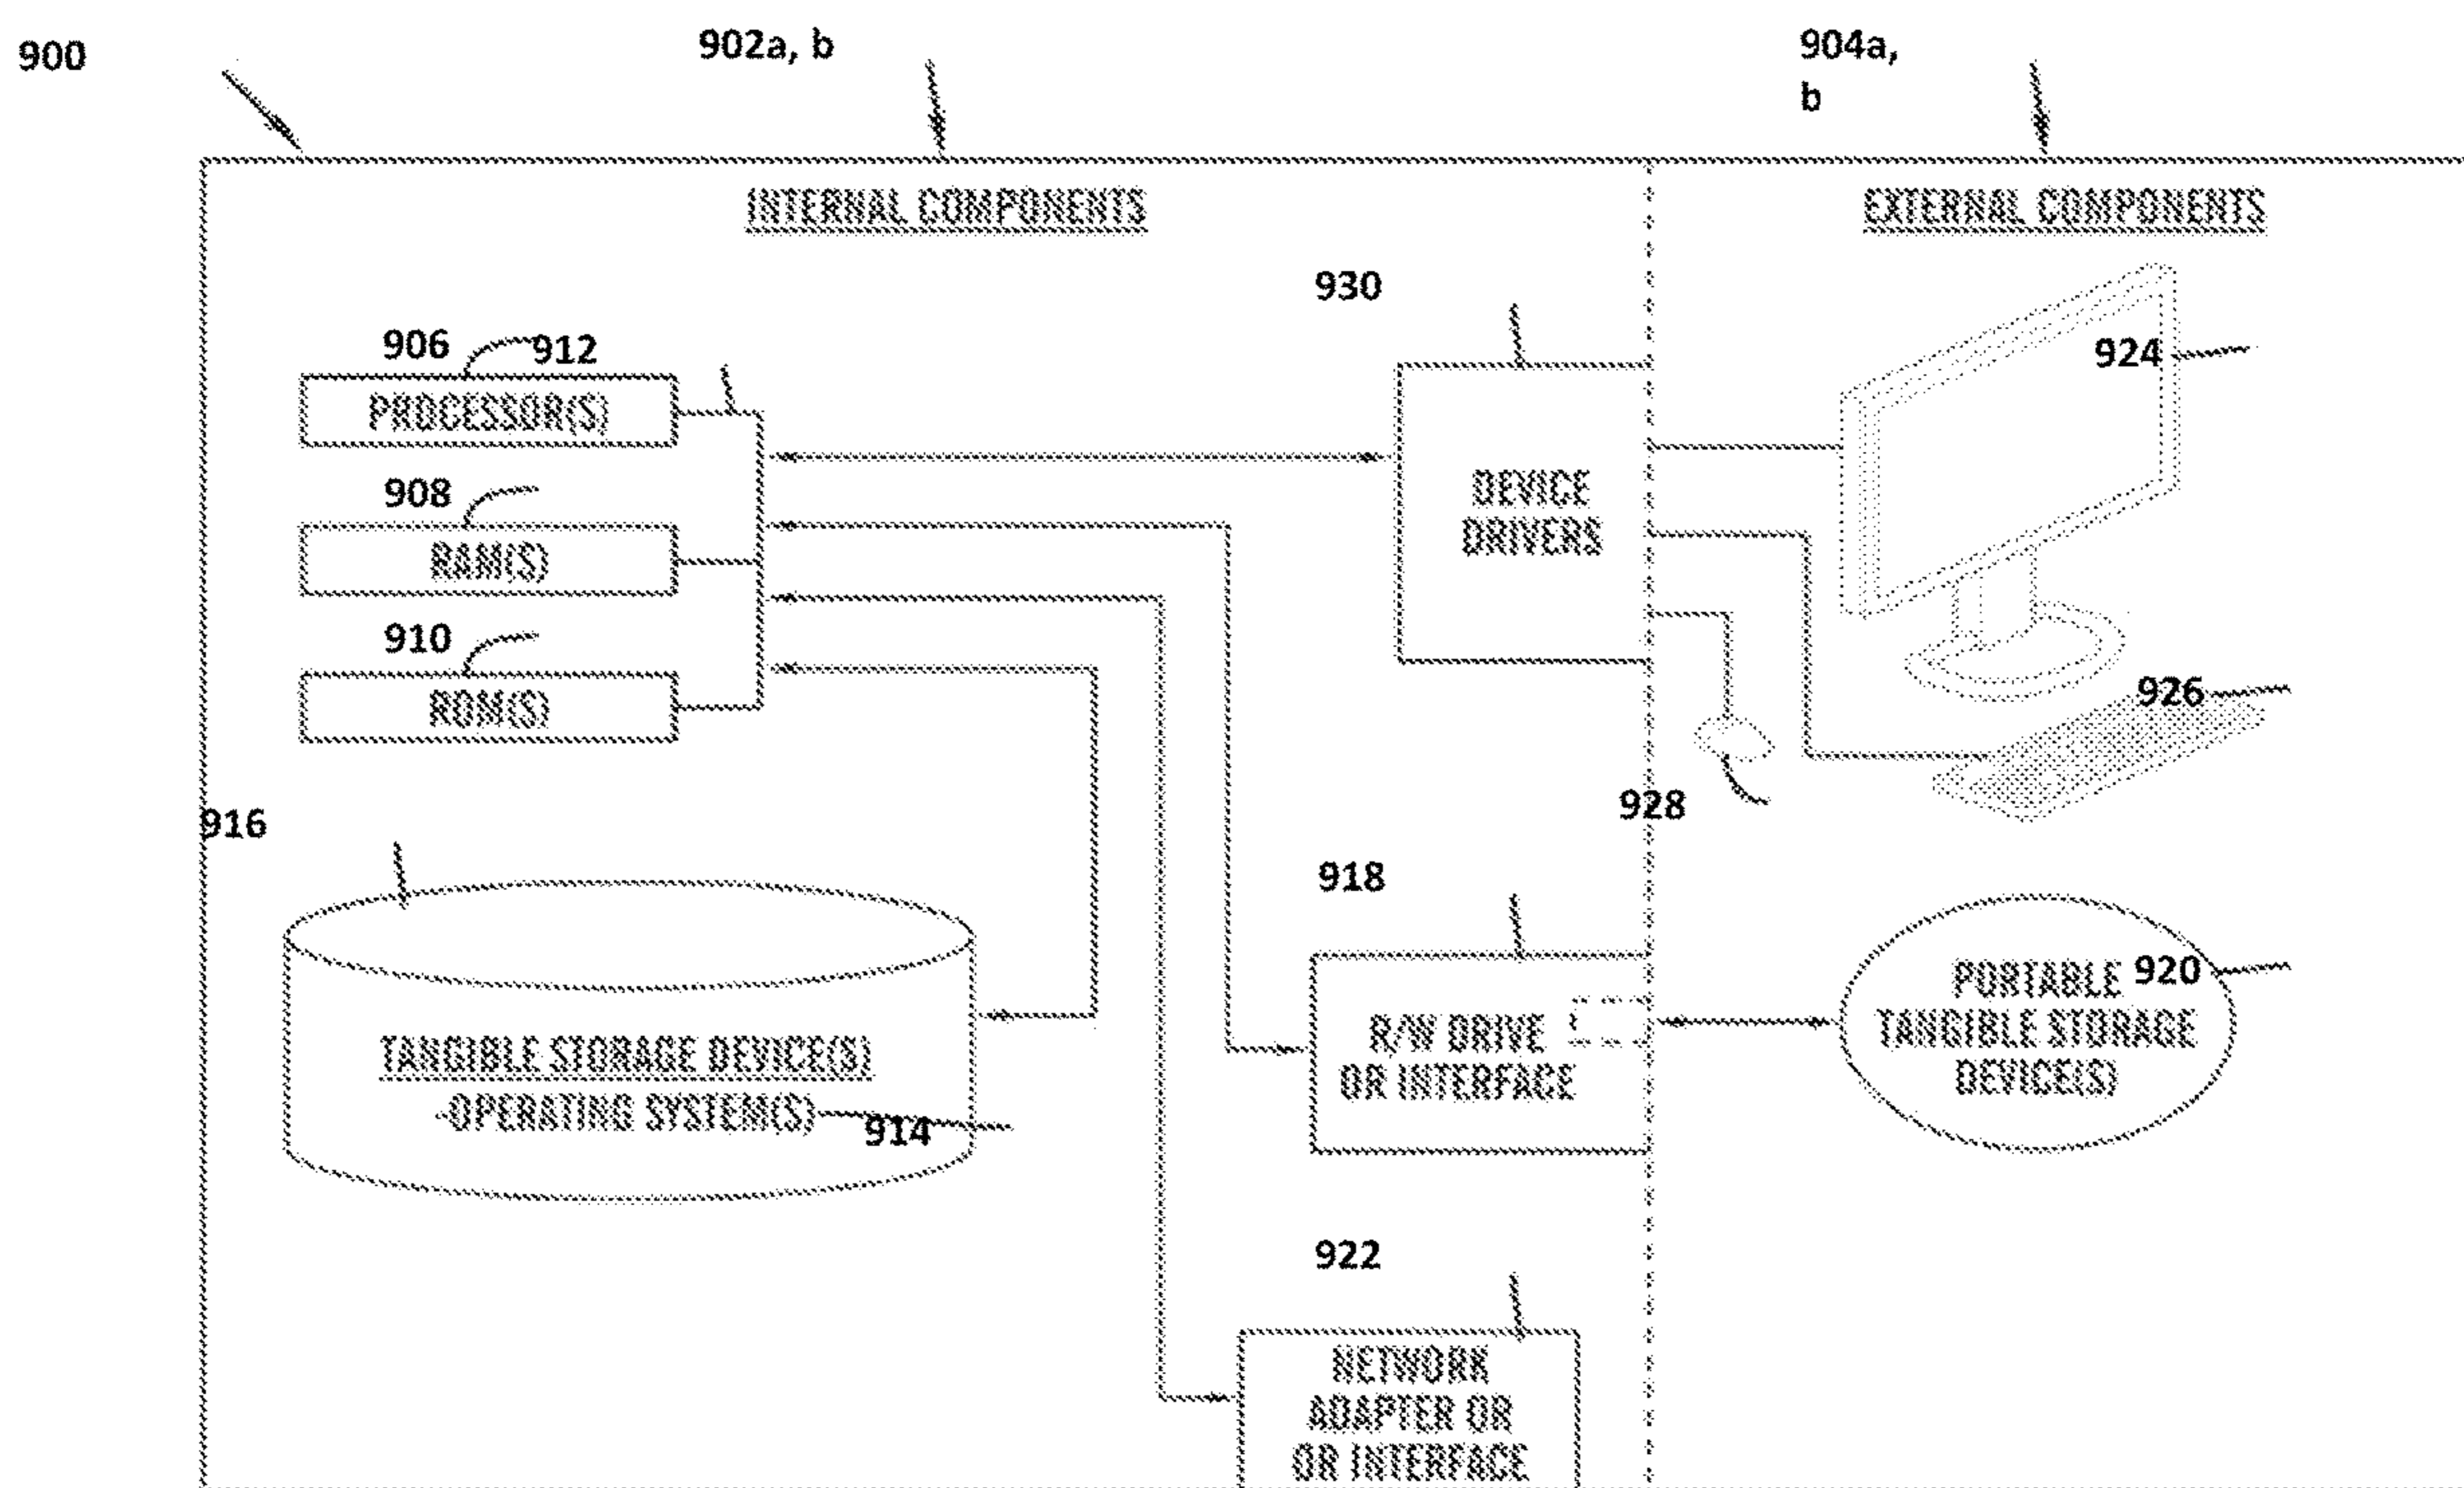 900
902a, b
904a,
b
INTERNAL COMPONENTS
EXTERNAL COMPONENTS
930
906
912
924
PROCESSOR(S)
908
DEVICE
DRIVERS
RAM(S)
910
926
ROM(S)
928
916
918
920
PORTABLE
TANGIBLE STORAGE
DEVICE(S)
R/W DRIVE
OR INTERFACE
TANGIBLE STORAGE DEVICE(S)
-OPERATING SYSTEM(S)
914
922
NETWORK
ADAPTER OR
OR INTERFACE